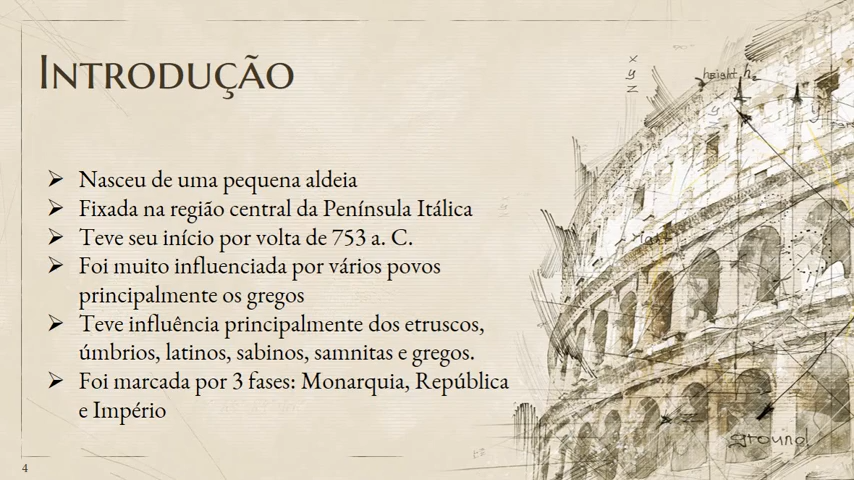 Introdução
Nasceu de uma pequena aldeia
Fixada na região central da Península Itálica
Teve seu início por volta de 753 a. C.
Foi muito influenciada por vários povos
principalmente os gregos
Teve influência principalmente dos etruscos,
úmbrios, latinos, sabinos, samnitas e gregos.
Foi marcada por 3 fases: Monarquia, República
e Império
4
height h
N y x
ground